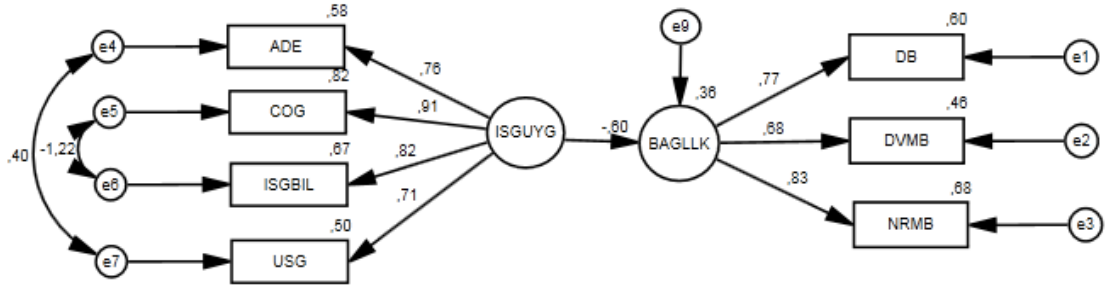 ,58
e4
ADE
,76
,82
e5
COG
,91
-1,22
,40
,67
e6
ISGBIL
,82
,50
e7
USG
,71
ISGUYG
-,60
e9
,36
BAGLLK
,60
,77
DB
e1
,46
,68
DVMB
e2
,83
,68
NRMB
e3